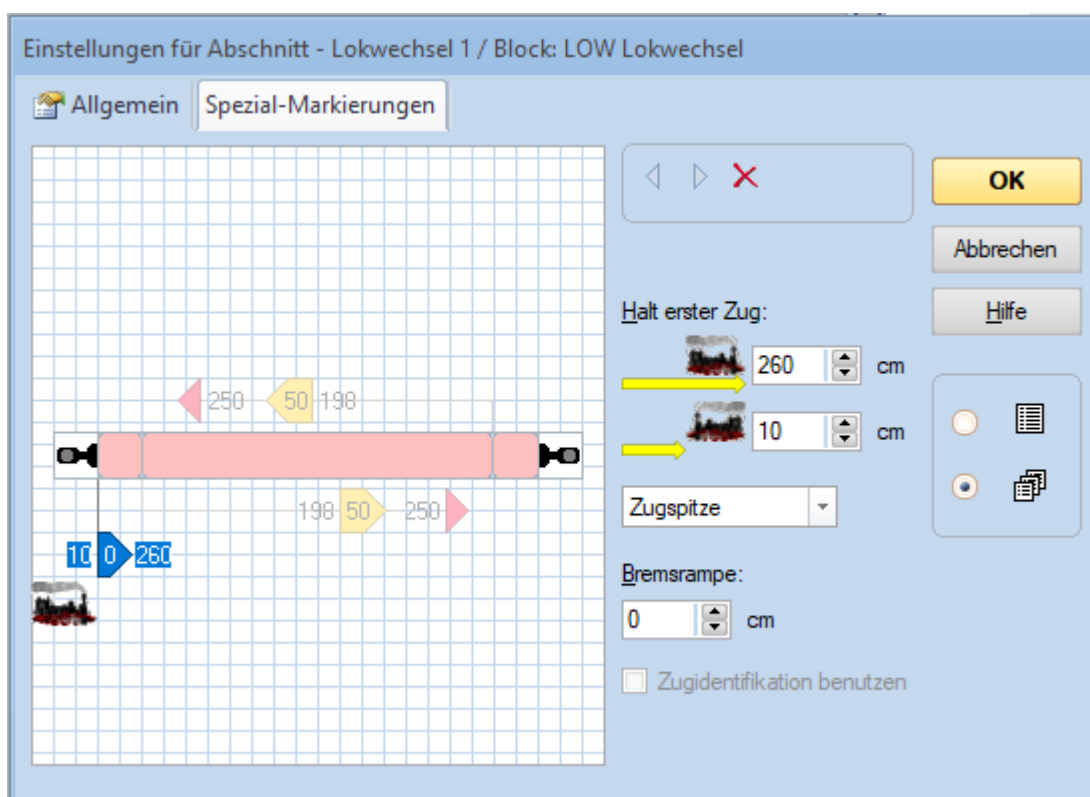 Einstellungen für Abschnitt - Lokwechsel 1 / Block: LOW Lokwechsel
Allgemein
Spezial-Markierungen
OK
Abbrechen
Hilfe
Halt erster Zug:
260 cm
10 cm
Zugspitze
Bremsrampe:
0 cm
Zugidentifikation benutzen
250 50 198
198 50 250
10 0 260